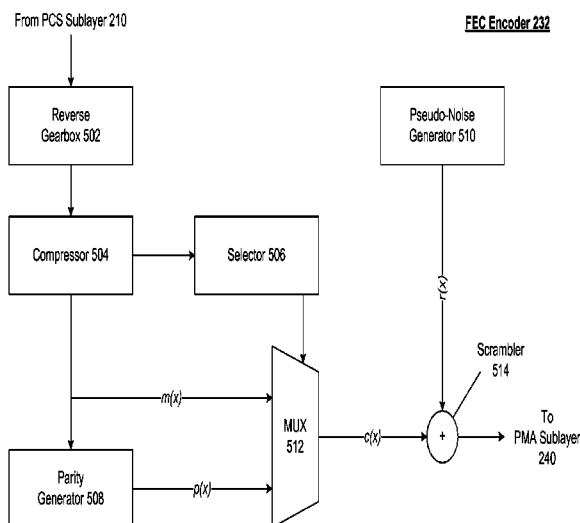 From PCS Sublayer 210
FEC Encoder 232
Reverse
Gearbox 502
Pseudo-Noise
Generator 510
Compressor 504
Selector 506
r(x)
Scrambler
514
m(x)
MUX
512
c(x)
+
To
PMA Sublayer
240
Parity
Generator 508
p(x)